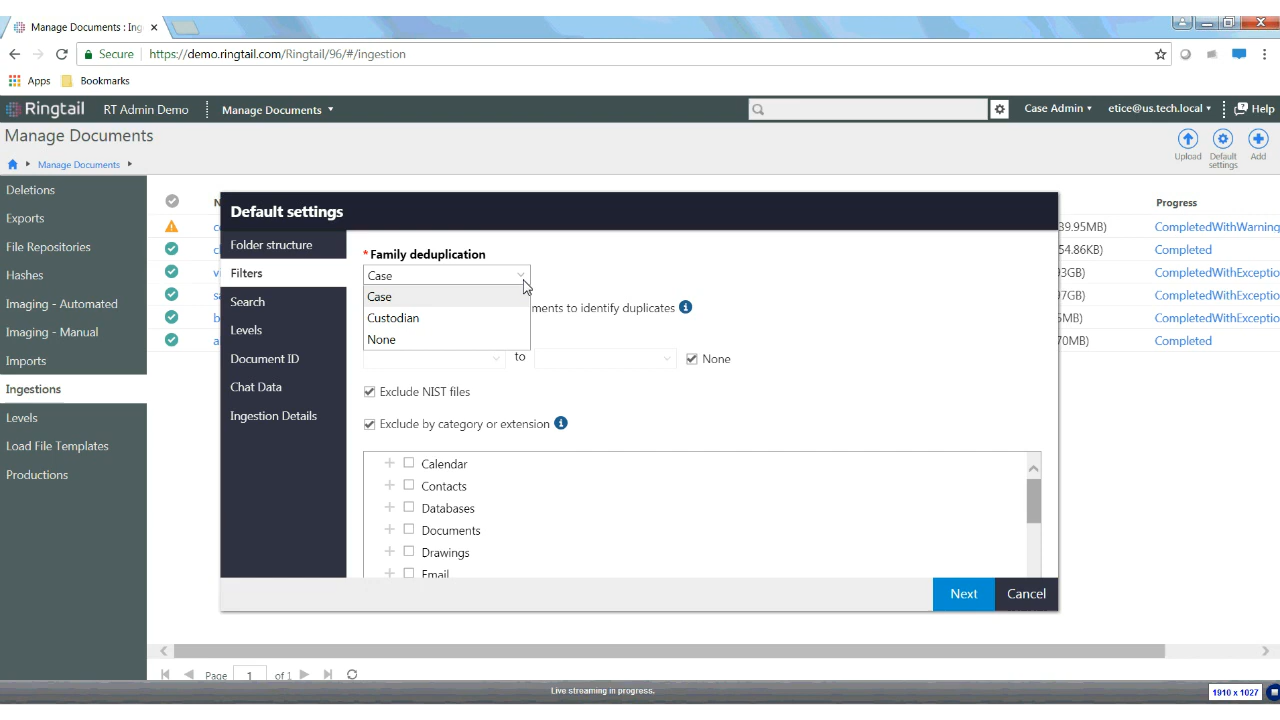 Manage Documents : Ing
Secure
https://demo.ringtail.com/Ringtail/96/#/ingestion
Apps
Bookmarks
Ringtail
RT Admin Demo
Manage Documents
Case Admin
etice@us.tech.local
Help
Manage Documents
Manage Documents
Upload
Default settings
Add
Deletions
Exports
File Repositories
Hashes
Imaging - Automated
Imaging - Manual
Imports
Ingestions
Levels
Load File Templates
Productions
N
Progress
39.95MB)
CompletedWithWarning
54.86KB)
Completed
3GB)
CompletedWithExceptio
7GB)
CompletedWithExceptio
5MB)
CompletedWithExceptio
70MB)
Completed
Default settings
Folder structure
Filters
Search
Levels
Document ID
Chat Data
Ingestion Details
* Family deduplication
Case
Case
Custodian
None
ments to identify duplicates
to
None
Exclude NIST files
Exclude by category or extension
Calendar
Contacts
Databases
Documents
Drawings
Email
Next
Cancel
Page 1 of 1
Live streaming in progress.
1910 x 1027